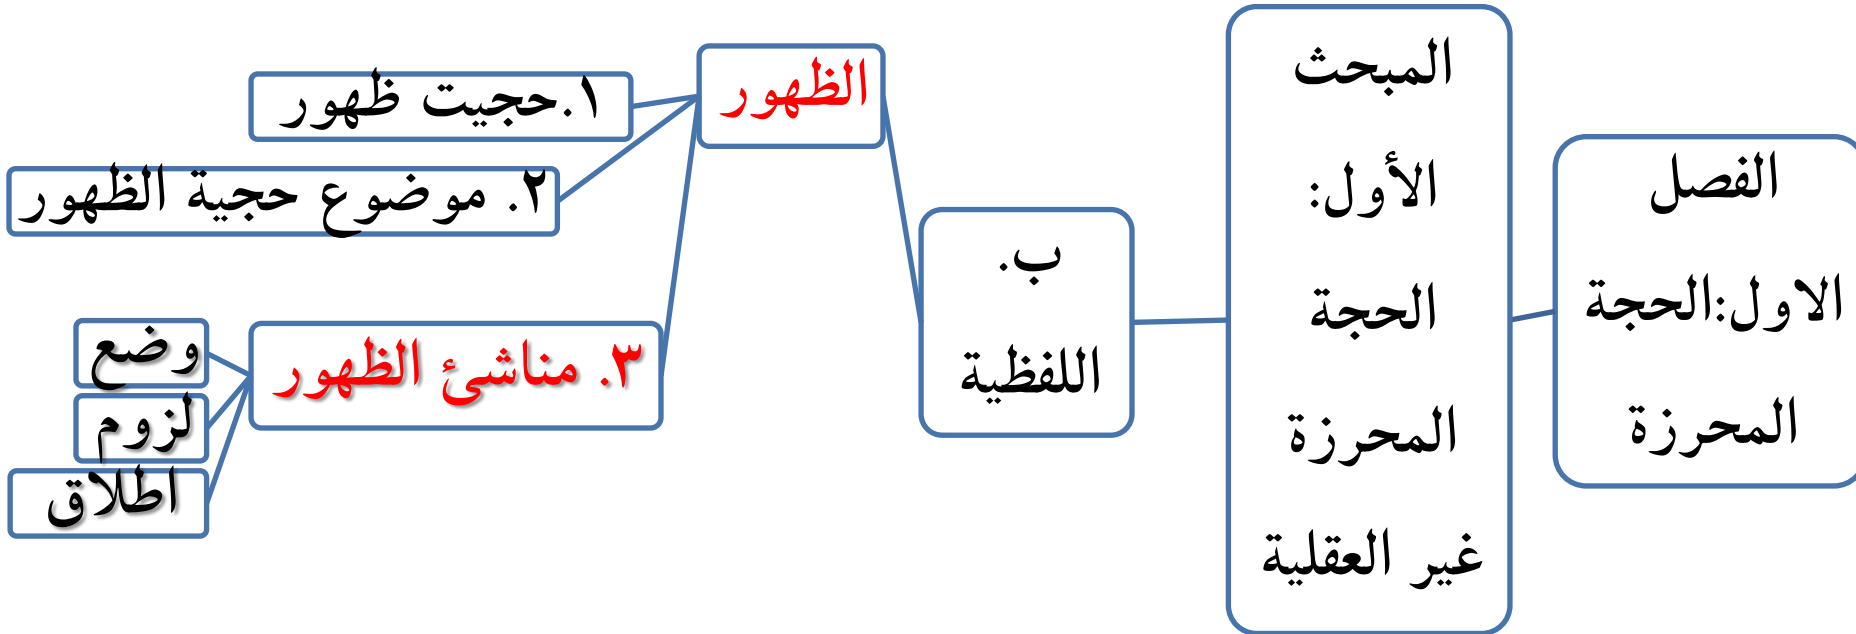 الفصل
الاول:الحجة
المحرزة
المبحث
الأول:
الحجة
المحرزة
غير العقلية
ب.
اللفظية
الظهور
١.حجيت ظهور
٢. موضوع حجية الظهور
٣. مناشئ الظهور
وضع
لزوم
اطلاق